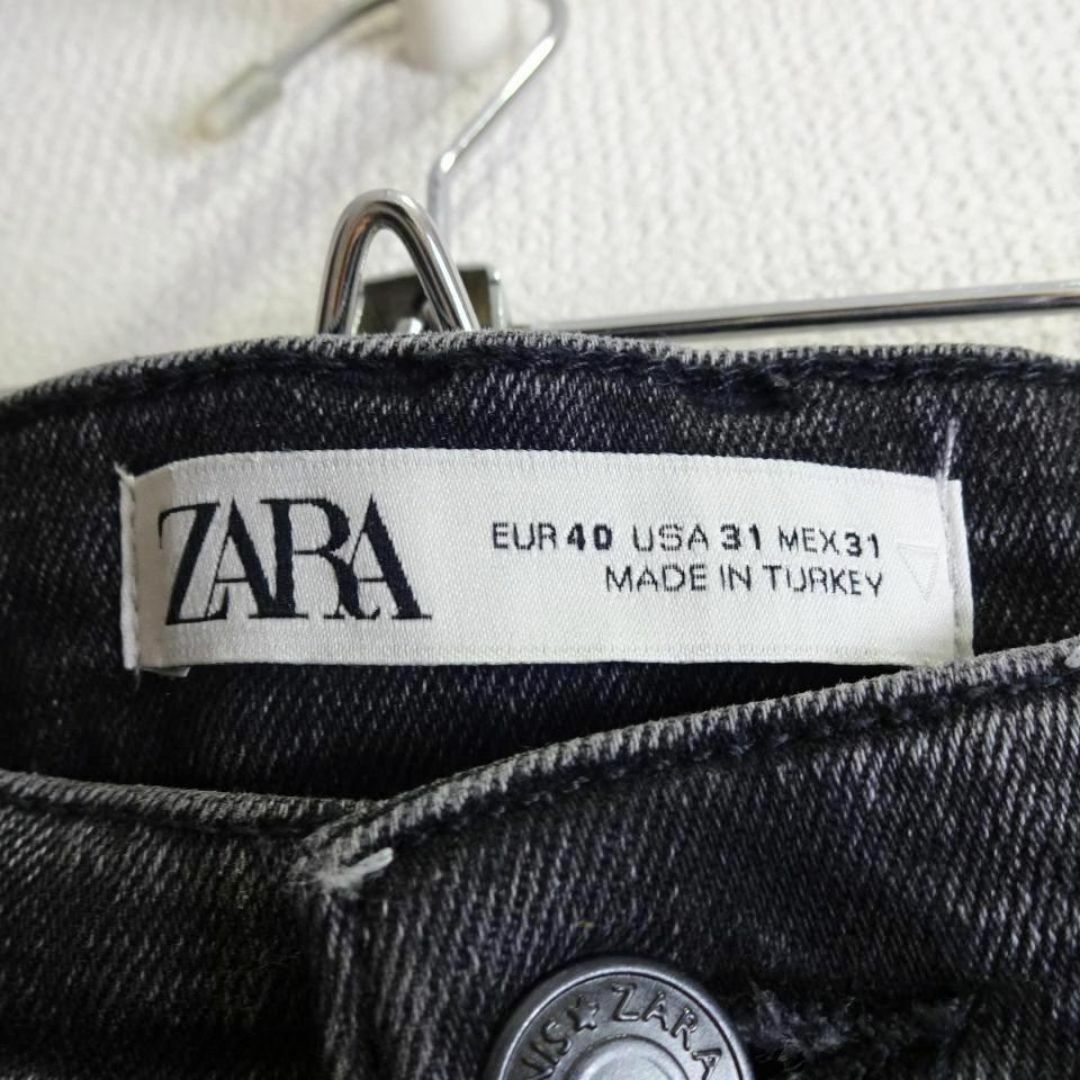 ZARA
EUR 40 USA 31 MEX 31
MADE IN TURKEY
ZARA